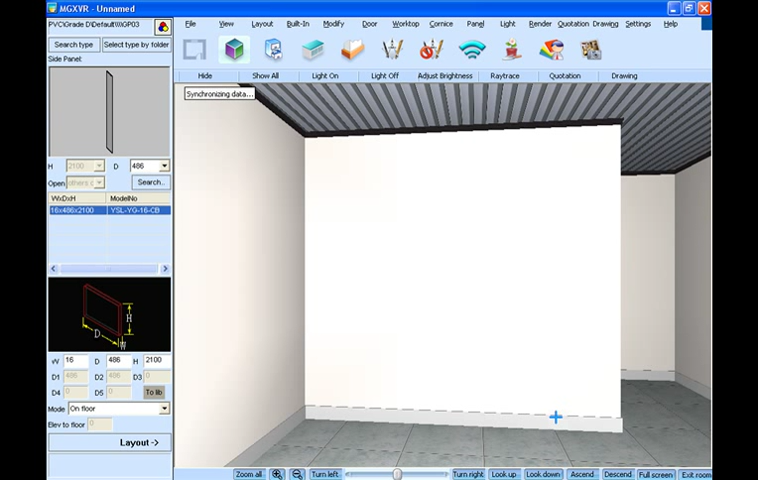 MGXVR - Unnamed
PVC\Grade D\Default\XXGP03
File View Layout Built-In Modify Door Worktop Cornice Panel Light Render Quotation Drawing Settings Help
Search type Select type by folder
Side Panel:
Hide Show All Light On Light Off Adjust Brightness Raytrace Quotation Drawing
Synchronizing data...
H 2100 D 486
Open others Search..
WxDxH ModelNo
16x486x2100 YSL-YG-16-CB
D H W
W 16 D 486 H 2100
D1 486 D2 486 D3 0
D4 0 D5 0 To lib
Mode On floor
Elev to floor 0
Layout ->
Zoom all Turn left Turn right Look up Look down Ascend Descend Full screen Exit room